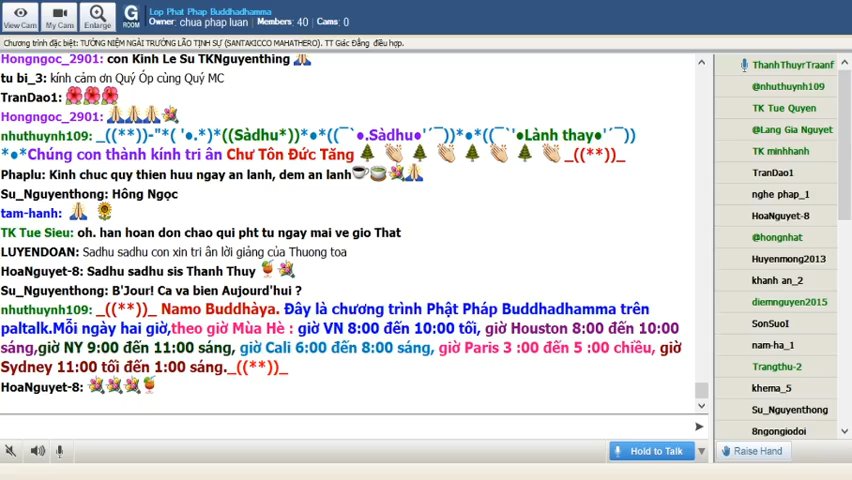 View Cam
My Cam
Enlarge
G
ROOM
Lop Phat Phap Buddhadhamma
Owner: chua phap luan Members: 40 Cams: 0
Chương trình đặc biệt: TƯỞNG NIỆM NGÀI TRƯỞNG LÃO TỊNH SỰ (SANTAKICCO MAHATHERO). TT Giác Đẳng điều hợp.
Hongngoc_2901: con Kinh Le Su TKNguyenthing
tu bi_3: kính cảm ơn Quý Ốp cùng Quý MC
TranDao1:
Hongngoc_2901:
nhuthuynh109: _((**))-"*( '●.*)*((Sàdhu*))*●*((¯`●.Sàdhu●'´¯))*●*((¯`'●Lành thay●'´¯))
*●*Chúng con thành kính tri ân Chư Tôn Đức Tăng _((**))_
Phaplu: Kinh chuc quy thien huu ngay an lanh, dem an lanh
Su_Nguyenthong: Hông Ngọc
tam-hanh:
TK Tue Sieu: oh. han hoan don chao qui pht tu ngay mai ve gio That
LUYENDOAN: Sadhu sadhu con xin tri ân lời giảng của Thuong toa
HoaNguyet-8: Sadhu sadhu sis Thanh Thuy
Su_Nguyenthong: B'Jour! Ca va bien Aujourd'hui ?
nhuthuynh109: _((**))_ Namo Buddhàya. Đây là chương trình Phật Pháp Buddhadhamma trên
paltalk.Mỗi ngày hai giờ,theo giờ Mùa Hè : giờ VN 8:00 đến 10:00 tối, giờ Houston 8:00 đến 10:00
sáng,giờ NY 9:00 đến 11:00 sáng, giờ Cali 6:00 đến 8:00 sáng, giờ Paris 3 :00 đến 5 :00 chiều, giờ
Sydney 11:00 tối đến 1:00 sáng._((**))_
HoaNguyet-8:
Hold to Talk
ThanhThuyrTraanf
@nhuthuynh109
TK Tue Quyen
@Lang Gia Nguyet
TK minhhanh
TranDao1
nghe phap_1
HoaNguyet-8
@hongnhat
Huyenmong2013
khanh an_2
diemnguyen2015
SonSuoI
nam-ha_1
Trangthu-2
khema_5
Su_Nguyenthong
8ngongiodoi
Raise Hand